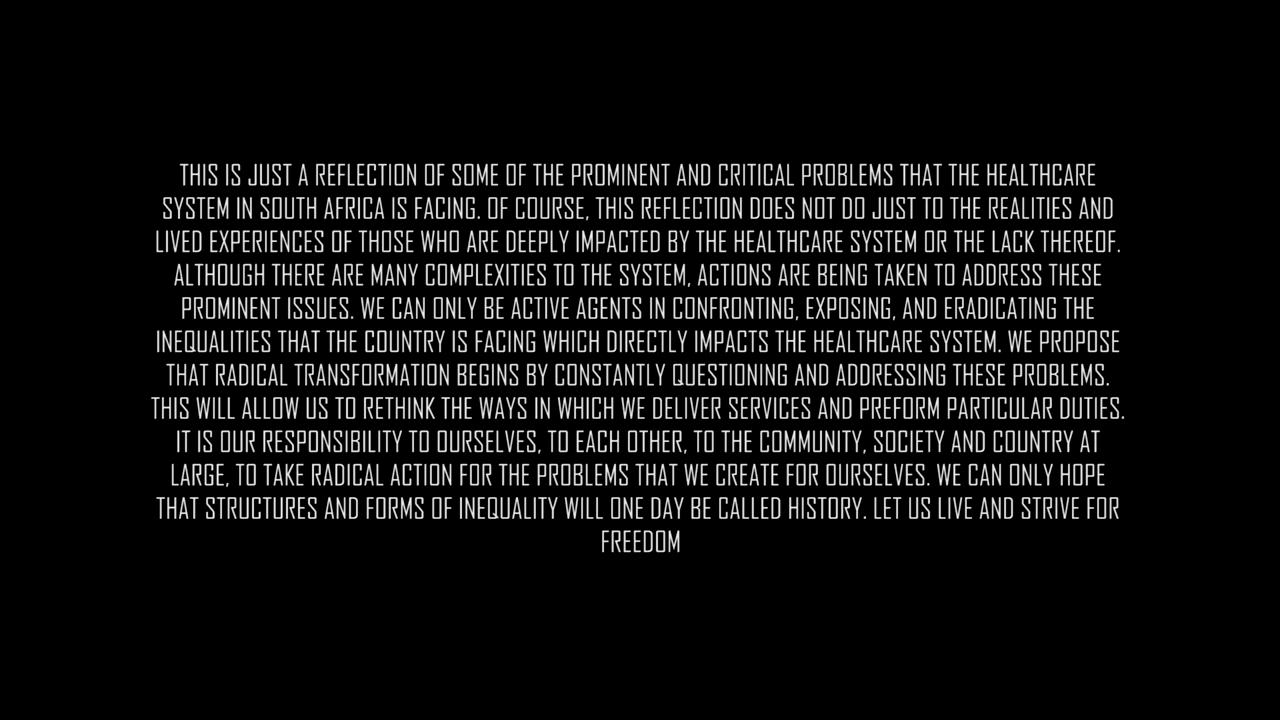 THIS IS JUST A REFLECTION OF SOME OF THE PROMINENT AND CRITICAL PROBLEMS THAT THE HEALTHCARE
SYSTEM IN SOUTH AFRICA IS FACING. OF COURSE, THIS REFLECTION DOES NOT DO JUST TO THE REALITIES AND
LIVED EXPERIENCES OF THOSE WHO ARE DEEPLY IMPACTED BY THE HEALTHCARE SYSTEM OR THE LACK THEREOF.
ALTHOUGH THERE ARE MANY COMPLEXITIES TO THE SYSTEM, ACTIONS ARE BEING TAKEN TO ADDRESS THESE
PROMINENT ISSUES. WE CAN ONLY BE ACTIVE AGENTS IN CONFRONTING, EXPOSING, AND ERADICATING THE
INEQUALITIES THAT THE COUNTRY IS FACING WHICH DIRECTLY IMPACTS THE HEALTHCARE SYSTEM. WE PROPOSE
THAT RADICAL TRANSFORMATION BEGINS BY CONSTANTLY QUESTIONING AND ADDRESSING THESE PROBLEMS.
THIS WILL ALLOW US TO RETHINK THE WAYS IN WHICH WE DELIVER SERVICES AND PREFORM PARTICULAR DUTIES.
IT IS OUR RESPONSIBILITY TO OURSELVES, TO EACH OTHER, TO THE COMMUNITY, SOCIETY AND COUNTRY AT
LARGE, TO TAKE RADICAL ACTION FOR THE PROBLEMS THAT WE CREATE FOR OURSELVES. WE CAN ONLY HOPE
THAT STRUCTURES AND FORMS OF INEQUALITY WILL ONE DAY BE CALLED HISTORY. LET US LIVE AND STRIVE FOR
FREEDOM